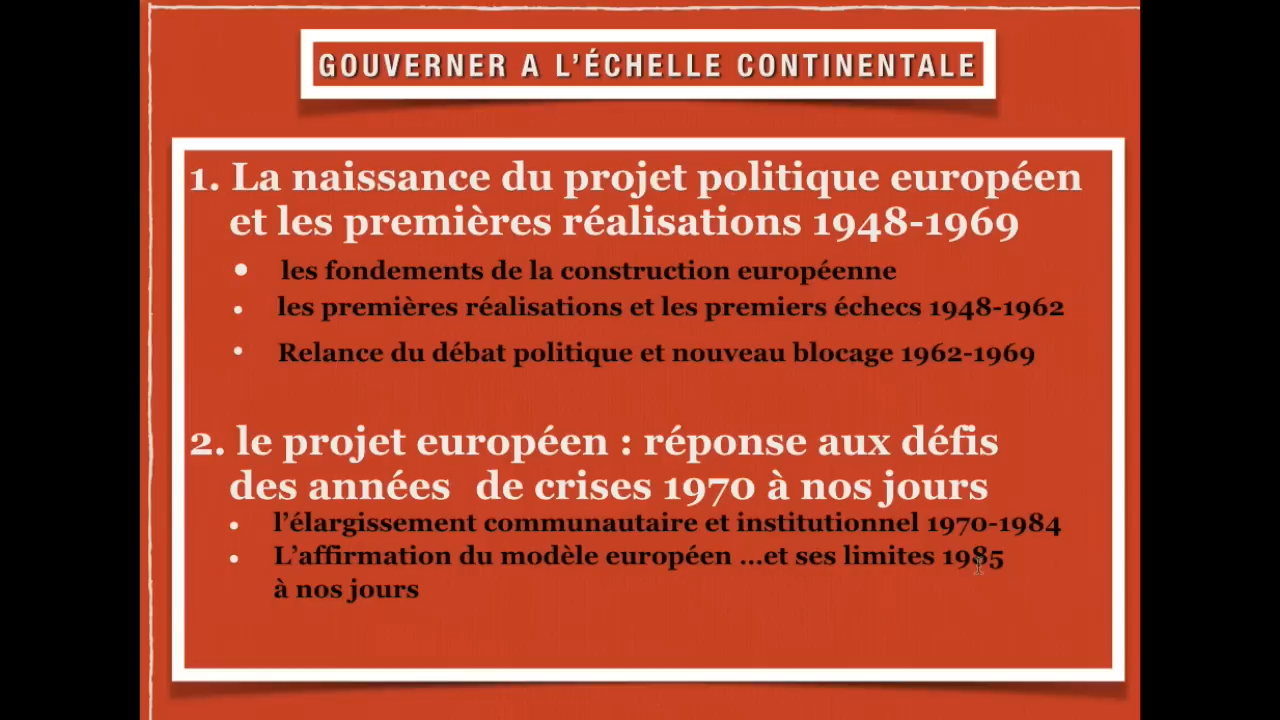 GOUVERNER A L'ÉCHELLE CONTINENTALE
1. La naissance du projet politique européen
et les premières réalisations 1948-1969
• les fondements de la construction européenne
• les premières réalisations et les premiers échecs 1948-1962
• Relance du débat politique et nouveau blocage 1962-1969
2. le projet européen : réponse aux défis
des années de crises 1970 à nos jours
• l’élargissement communautaire et institutionnel 1970-1984
• L’affirmation du modèle européen ...et ses limites 1985
à nos jours